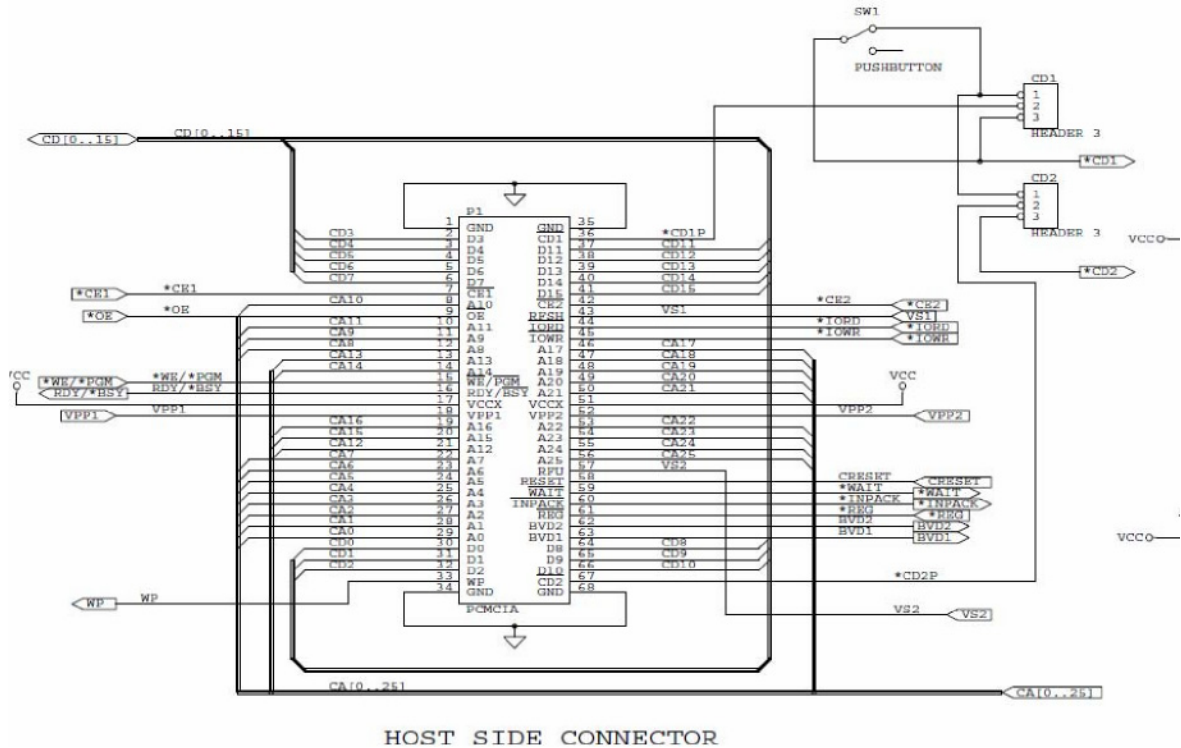 SW1
PUSHBUTTON
CD1
1
2
3
HEADER 3
*CD1
CD2
1
2
3
HEADER 3
*CD2
VCC
VCC
CD[0..15] CD[0..15]
P1
1 GND GND 35
CD3 2 D3 CD1 36 *CD1P
CD4 3 D4 D11 37 CD11
CD5 4 D5 D12 38 CD12
CD6 5 D6 D13 39 CD13
CD7 6 D7 D14 40 CD14
*CE1 *CE1 7 CE1 D15 41 CD15
CA10 8 A10 CE2 42 *CE2 *CE2
*OE *OE 9 OE RFSH 43 VS1 VS1
CA11 10 A11 IORD 44 *IORD *IORD
CA9 11 A9 IOWR 45 *IOWR *IOWR
CA8 12 A8 A17 46 CA17
CA13 13 A13 A18 47 CA18
CA14 14 A14 A19 48 CA19
*WE/*PGM *WE/*PGM 15 WE/PGM A20 49 CA20
RDY/*BSY RDY/*BSY 16 RDY/BSY A21 50 CA21
VCC 17 VCCX VCCX 51 VCC
VPP1 VPP1 18 VPP1 VPP2 52 VPP2 VPP2
CA16 19 A16 A22 53 CA22
CA15 20 A15 A23 54 CA23
CA12 21 A12 A24 55 CA24
CA7 22 A7 A25 56 CA25
CA6 23 A6 RFU 57 VS2
CA5 24 A5 RESET 58 CRESET CRESET
CA4 25 A4 WAIT 59 *WAIT *WAIT
CA3 26 A3 INPACK 60 *INPACK *INPACK
CA2 27 A2 REG 61 *REG *REG
CA1 28 A1 BVD2 62 BVD2 BVD2
CA0 29 A0 BVD1 63 BVD1 BVD1
CD0 30 D0 D8 64 CD8
CD1 31 D1 D9 65 CD9
CD2 32 D2 D10 66 CD10
WP WP 33 WP CD2 67 *CD2P
34 GND GND 68
PCMCIA
VS2 VS2
CA[0..25] CA[0..25]
HOST SIDE CONNECTOR